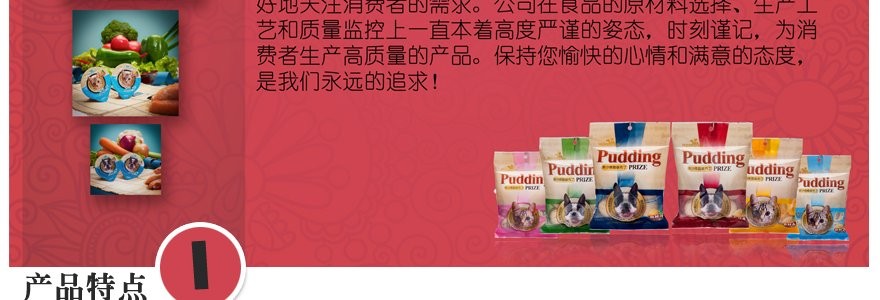 好地关注消费者的需求。公司在食品的原材料选择、生产工
艺和质量监控上一直本着高度严谨的姿态，时刻谨记，为消
费者生产高质量的产品。保持您愉快的心情和满意的态度，
是我们永远的追求！
Pudding
PRIZE
Pudding
PRIZE
Pudding
Pudding
Pudding
Pudding
产品特点
1